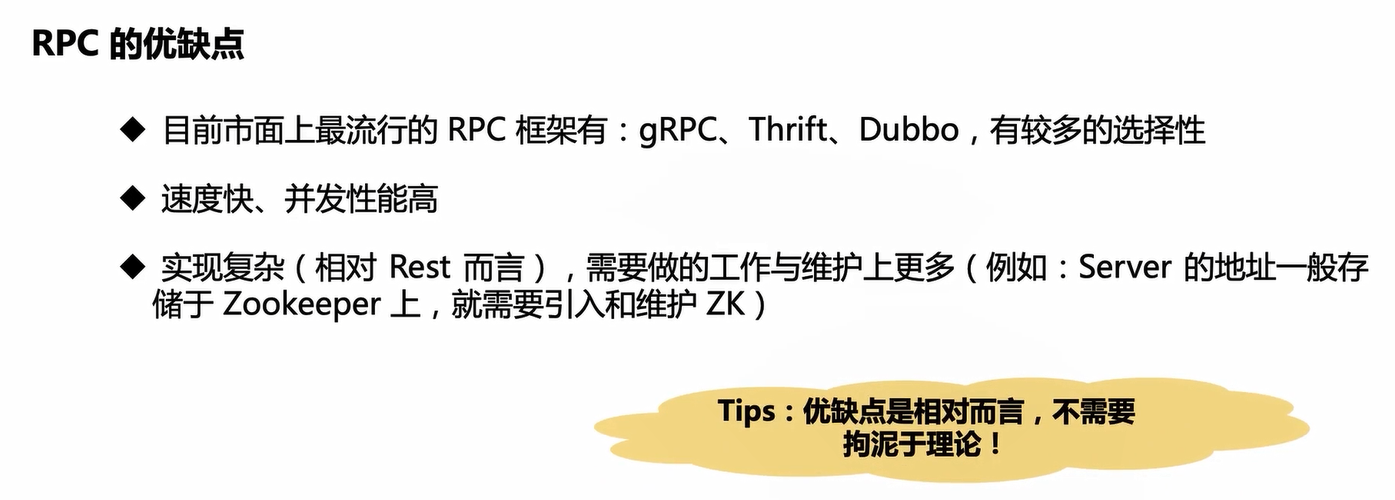 RPC 的优缺点
◆ 目前市面上最流行的 RPC 框架有：gRPC、Thrift、Dubbo，有较多的选择性
◆ 速度快、并发性能高
◆ 实现复杂（相对 Rest 而言），需要做的工作与维护上更多（例如：Server 的地址一般存
储于 Zookeeper 上，就需要引入和维护 ZK）
Tips：优缺点是相对而言，不需要
拘泥于理论！